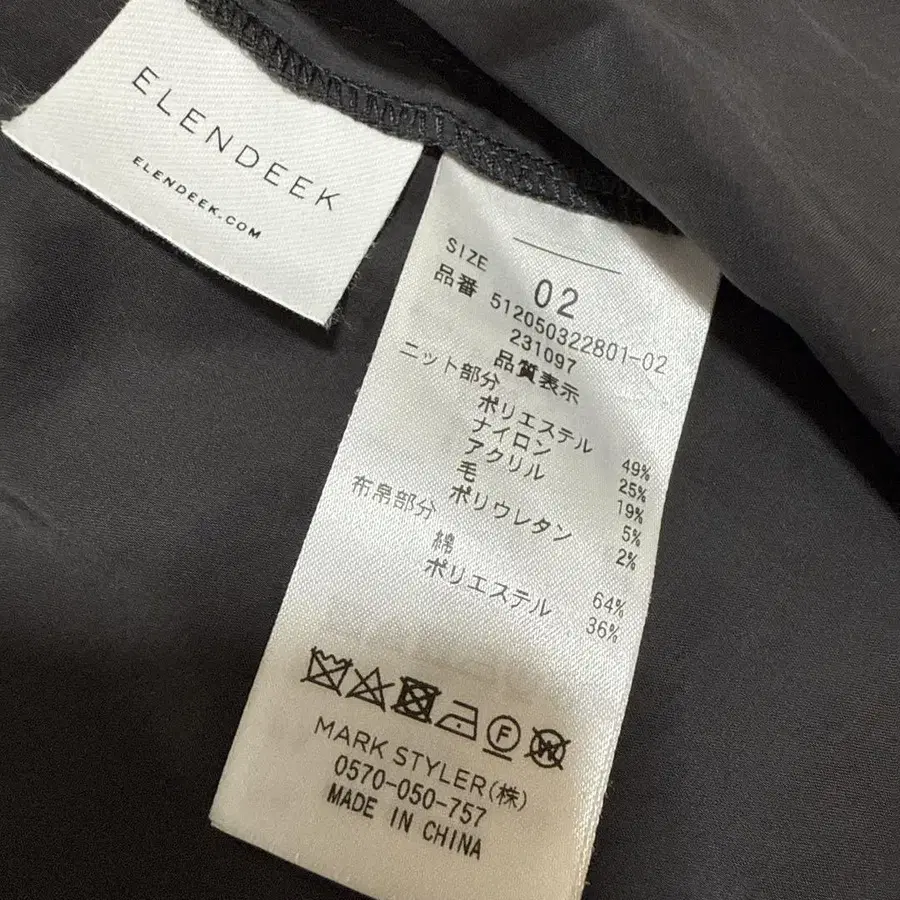 ELENDEEK
ELENDEEK.COM
SIZE 02
品番 512050322801-02
231097
品質表示
ニット部分
ポリエステル 49%
ナイロン 25%
アクリル 19%
毛 5%
ポリウレタン 2%
布帛部分
綿 64%
ポリエステル 36%
F W
MARK STYLER(株)
0570-050-757
MADE IN CHINA